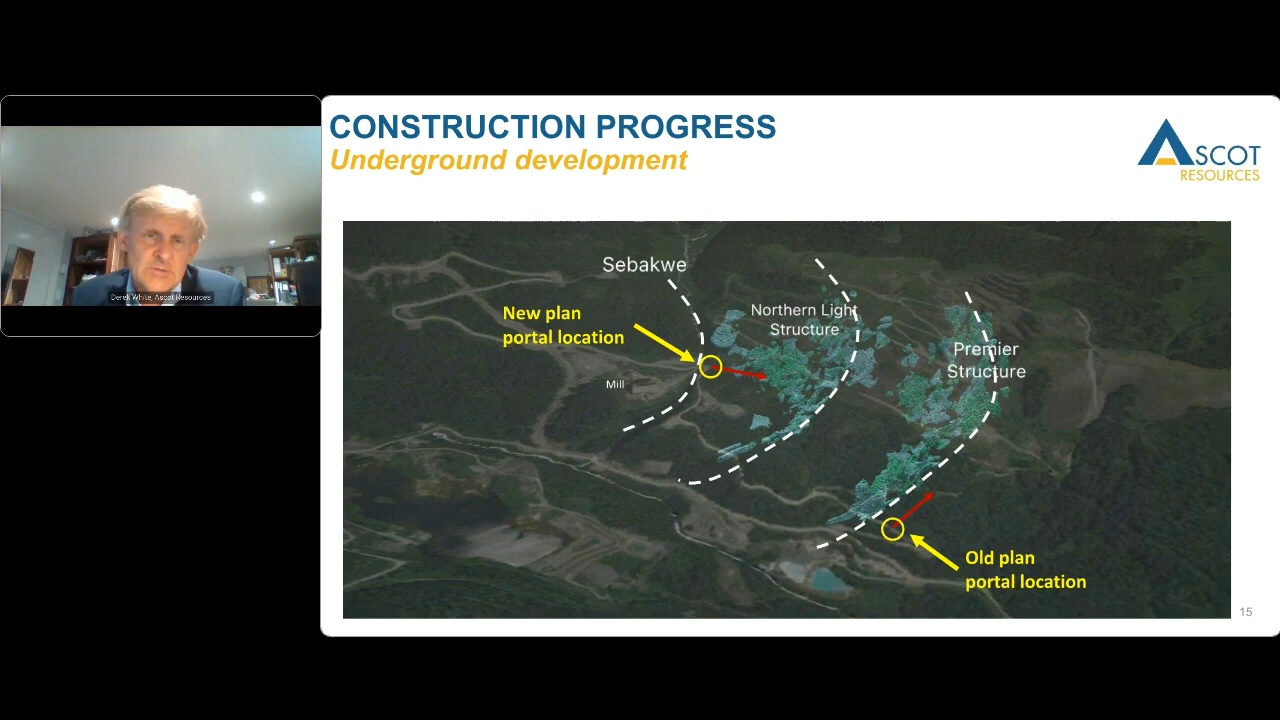 CONSTRUCTION PROGRESS
Underground development
ASCOT
RESOURCES
Derek White, Ascot Resources
Sebakwe
New plan
portal location
Northern Light
Structure
Premier
Structure
Mill
Old plan
portal location
15